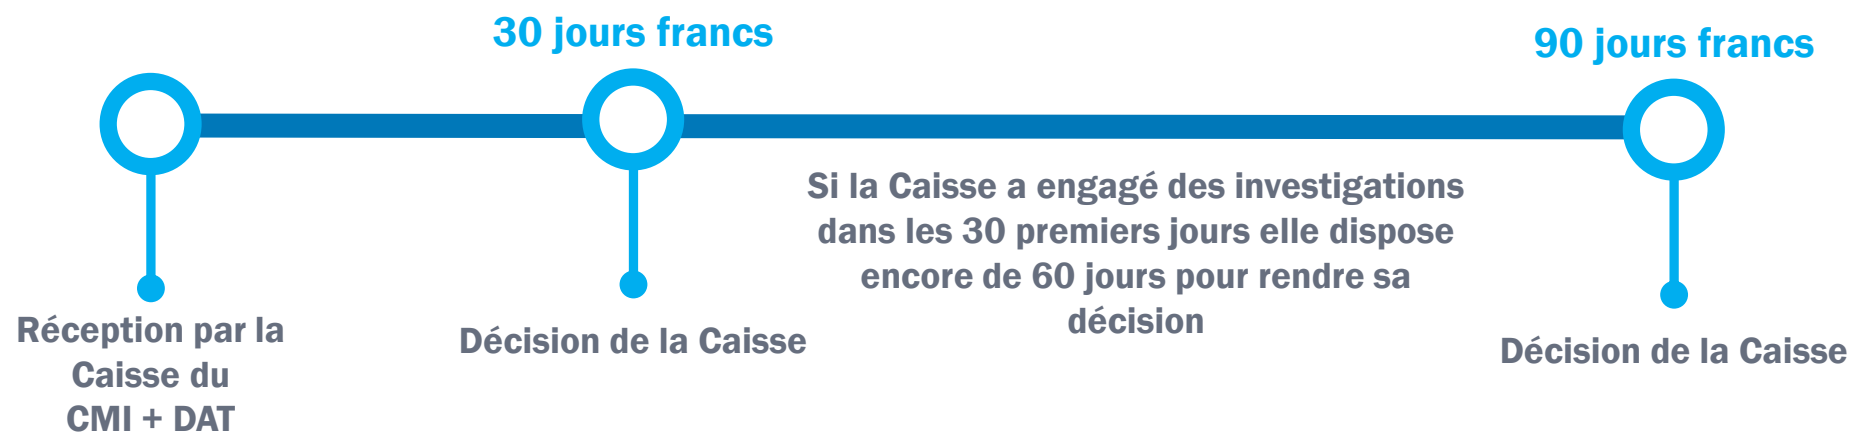 30 jours francs
90 jours francs
Si la Caisse a engagé des investigations
dans les 30 premiers jours elle dispose
encore de 60 jours pour rendre sa
décision
Réception par la
Caisse du
CMI + DAT
Décision de la Caisse
Décision de la Caisse